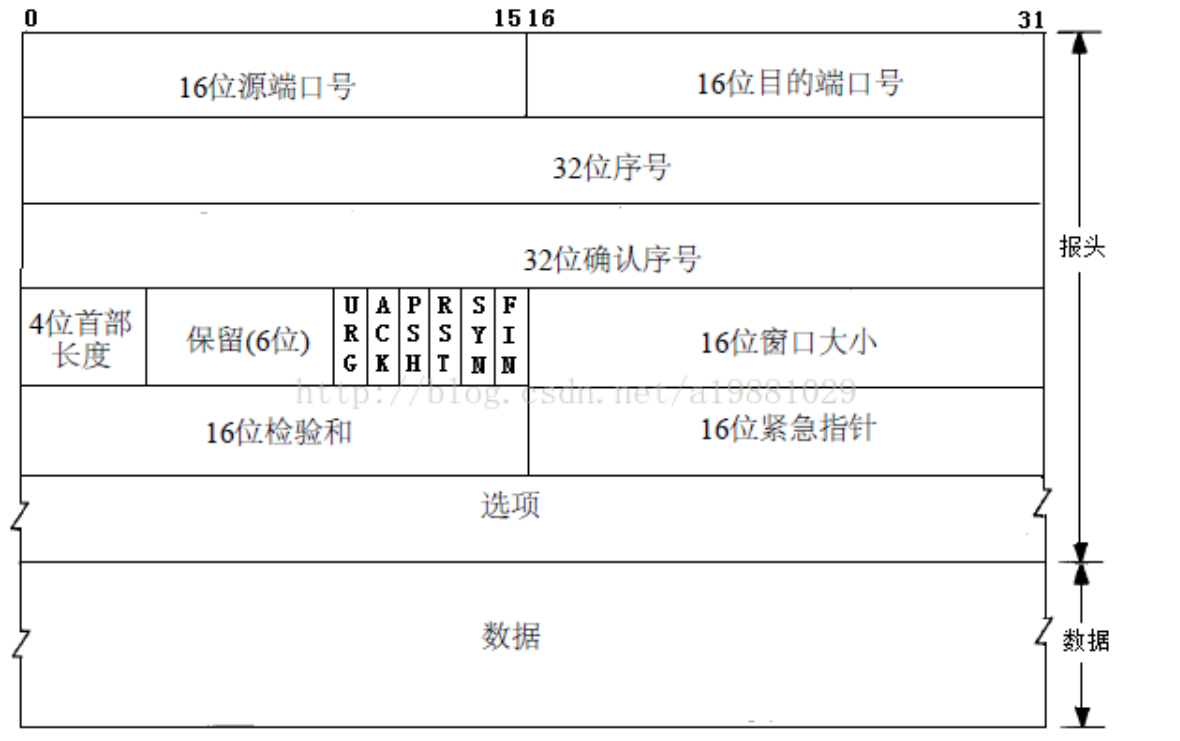 0 15 16 31
16位源端口号 16位目的端口号
32位序号
32位确认序号
报头
4位首部长度 保留(6位) URG ACK PSH RST SYN FIN 16位窗口大小
http://blog.csdn.net/a19881029
16位检验和 16位紧急指针
选项
数据
数据